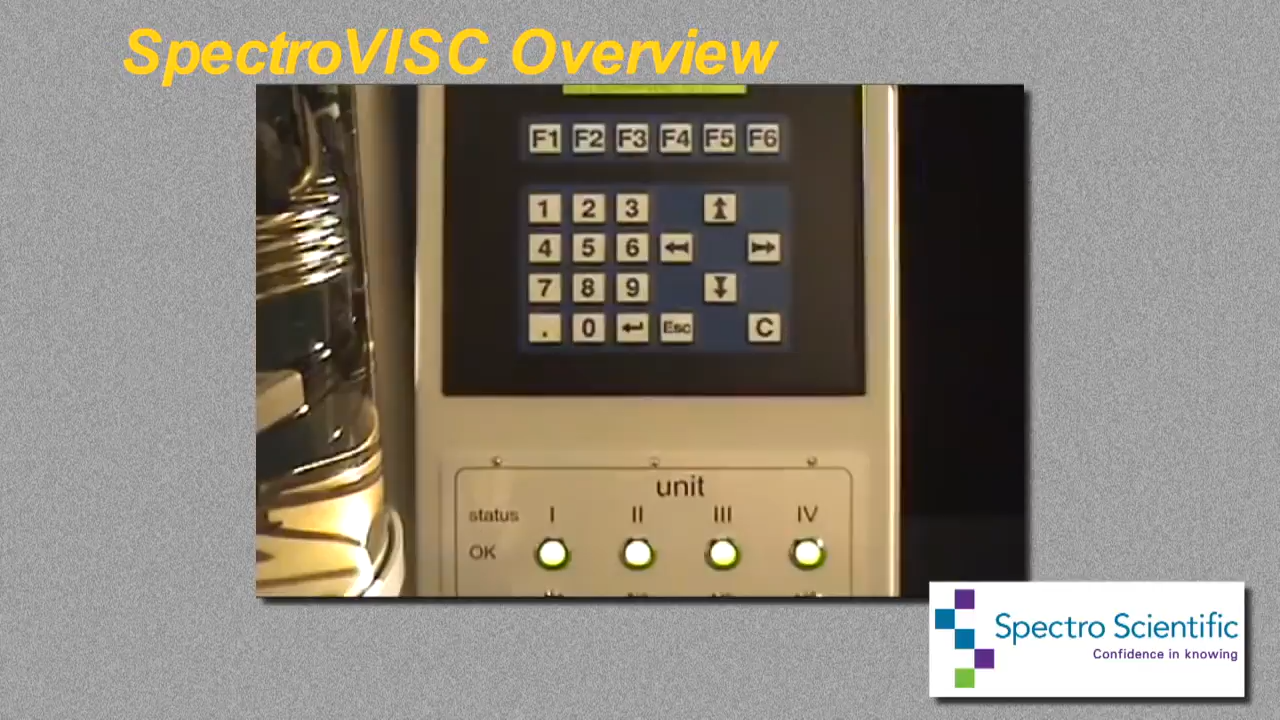 SpectroVISC Overview
F1 F2 F3 F4 F5 F6
1 2 3
4 5 6
7 8 9
. 0 Esc C
unit
status I II III IV
OK
Spectro Scientific
Confidence in knowing